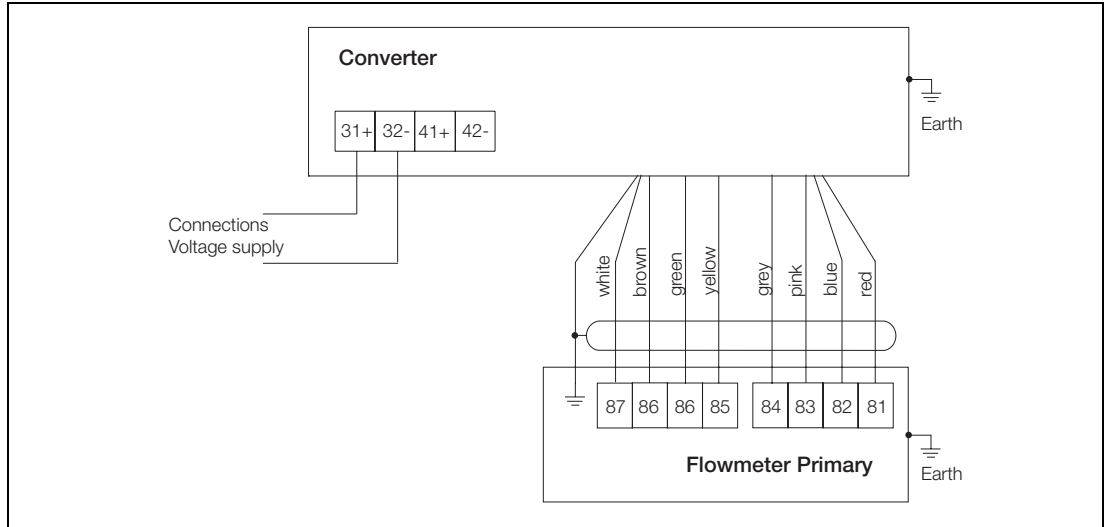 Converter
31+ 32- 41+ 42-
Earth
Connections
Voltage supply
white
brown
green
yellow
grey
pink
blue
red
87 86 86 85 84 83 82 81
Flowmeter Primary
Earth